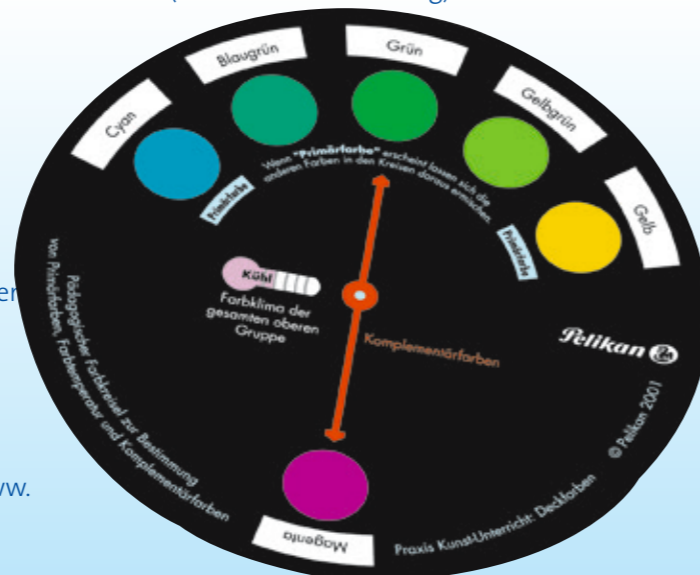 Cyan
Blaugrün
Grün
Gelbgrün
Gelb
Wenn "Primärfarbe" erscheint lassen sich die
anderen Farben in den Kreisen daraus ermischen.
Primärfarbe
Primärfarbe
Kühl
Farbklima der
gesamten oberen
Gruppe
Komplementärfarben
Pelikan
Pädagogischer Farbkreisel zur Bestimmung
von Primärfarben, Farbtemperatur und Komplementärfarben
Magenta
Praxis Kunst-Unterricht: Deckfarben
© Pelikan 2001